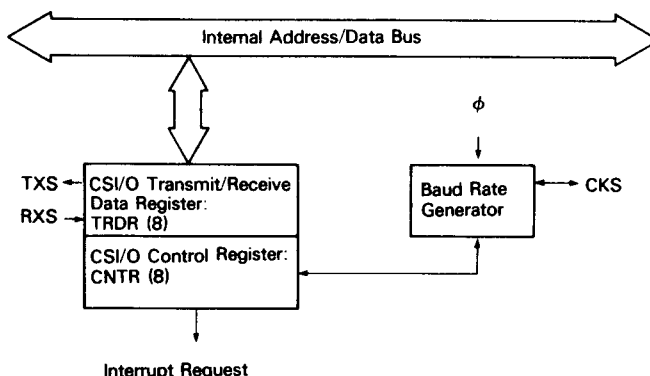 Internal Address/Data Bus
φ
TXS
RXS
CSI/O Transmit/Receive
Data Register:
TRDR (8)
CSI/O Control Register:
CNTR (8)
Baud Rate
Generator
CKS
Interrupt Request